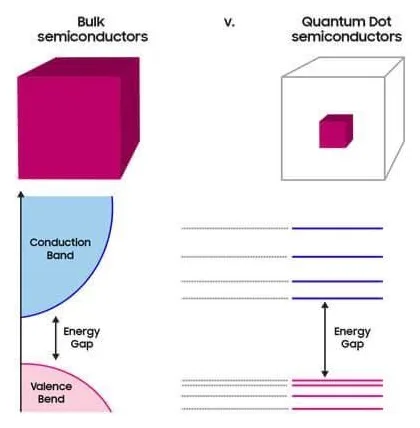 Bulk
semiconductors
v.
Quantum Dot
semiconductors
Conduction
Band
Energy
Gap
Valence
Bend
Energy
Gap